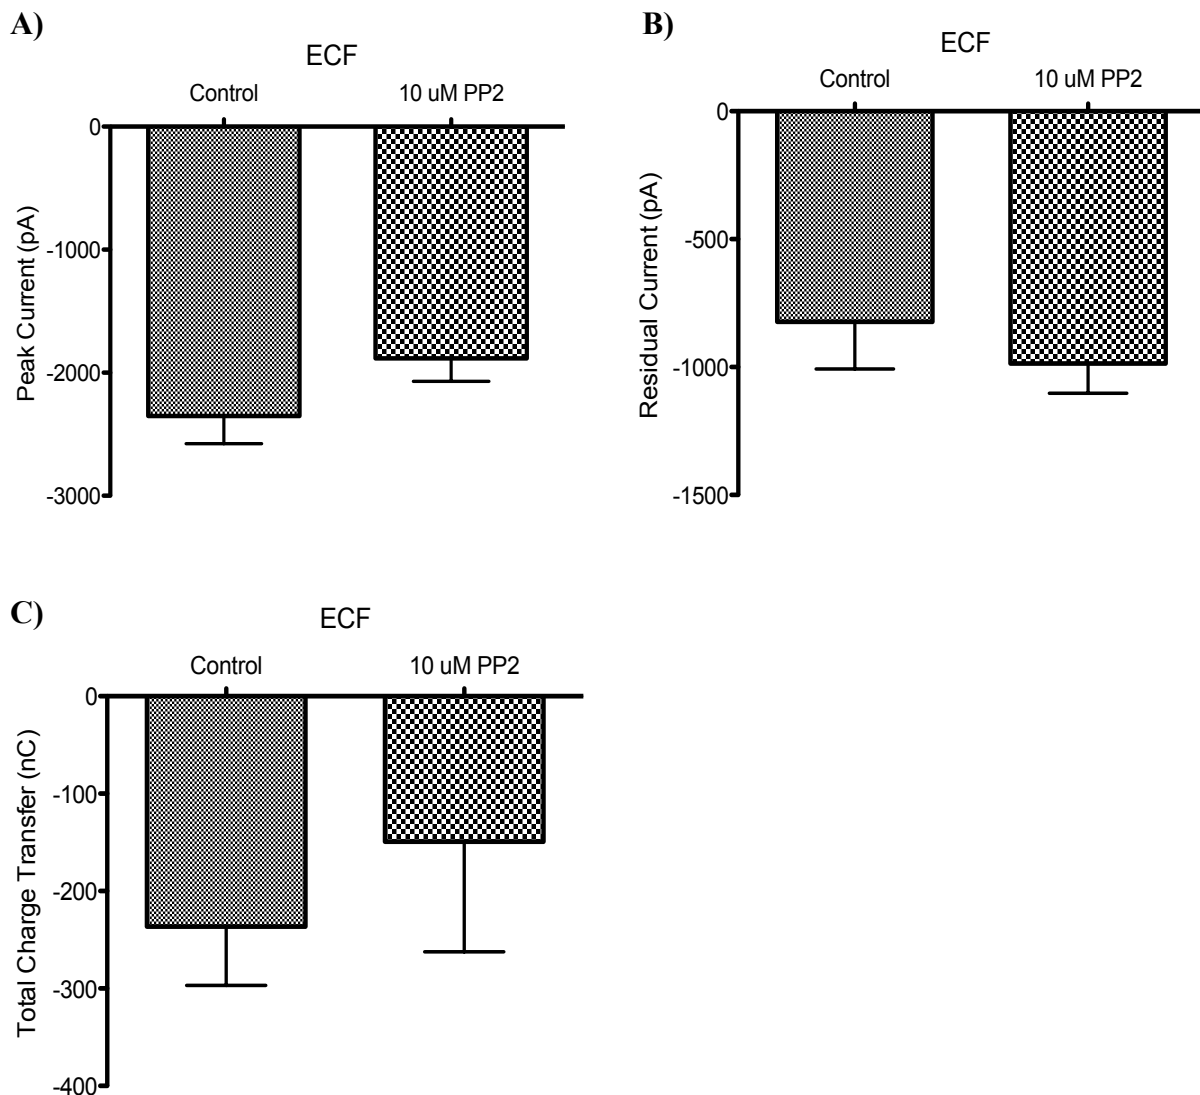 A)
ECF
Control 10 uM PP2
Peak Current (pA)
0
-1000
-2000
-3000
B)
ECF
Control 10 uM PP2
Residual Current (pA)
0
-500
-1000
-1500
C)
ECF
Control 10 uM PP2
Total Charge Transfer (nC)
0
-100
-200
-300
-400